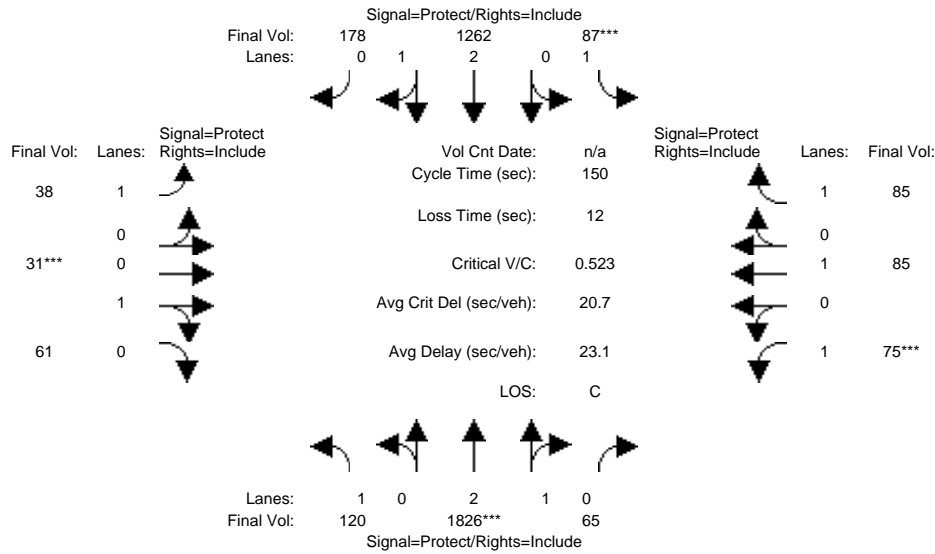 Signal=Protect/Rights=Include
Final Vol: 178 1262 87***
Lanes: 0 1 2 0 1
Signal=Protect
Final Vol: Lanes: Rights=Include
Vol Cnt Date: n/a
Signal=Protect
Rights=Include Lanes: Final Vol:
Cycle Time (sec): 150
38 1
1 85
Loss Time (sec): 12
0
0
31*** 0
Critical V/C: 0.523
1 85
1
Avg Crit Del (sec/veh): 20.7
0
61 0
Avg Delay (sec/veh): 23.1
1 75***
LOS: C
Lanes: 1 0 2 1 0
Final Vol: 120 1826*** 65
Signal=Protect/Rights=Include